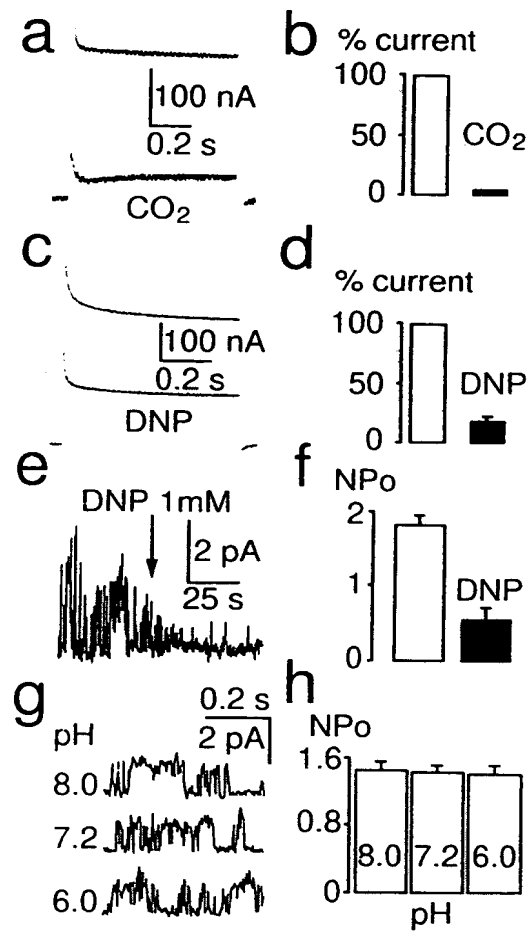 a
100 nA
0.2 s
CO2
b
% current
100
50
0
CO2
c
100 nA
0.2 s
DNP
d
% current
100
50
0
DNP
e
DNP 1mM
2 pA
25 s
f
NPo
2
1
0
DNP
g
0.2 s
2 pA
pH
8.0
7.2
6.0
h
NPo
1.6
0.8
0
8.0 7.2 6.0
pH